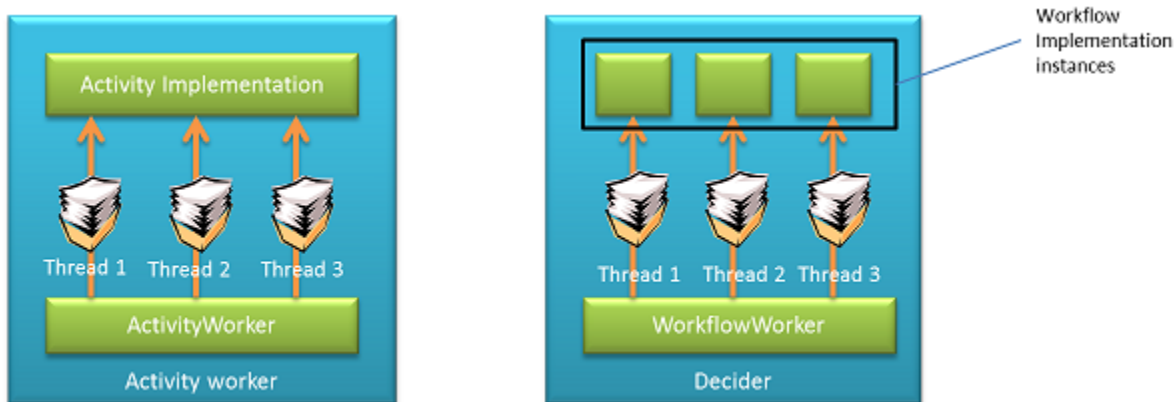 Activity Implementation
Thread 1
Thread 2
Thread 3
ActivityWorker
Activity worker
Workflow
Implementation
instances
Thread 1
Thread 2
Thread 3
WorkflowWorker
Decider